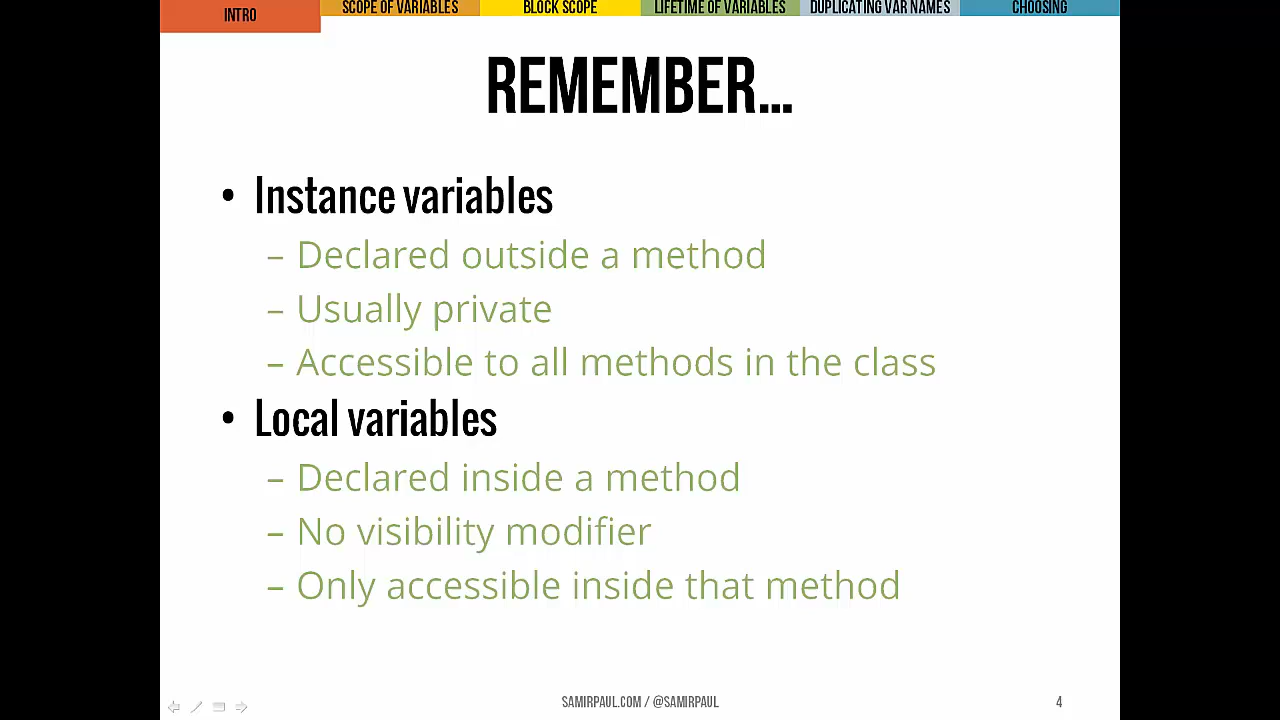 INTRO
SCOPE OF VARIABLES
BLOCK SCOPE
LIFETIME OF VARIABLES
DUPLICATING VAR NAMES
CHOOSING
REMEMBER...
• Instance variables
– Declared outside a method
– Usually private
– Accessible to all methods in the class
• Local variables
– Declared inside a method
– No visibility modifier
– Only accessible inside that method
SAMIRPAUL.COM / @SAMIRPAUL
4